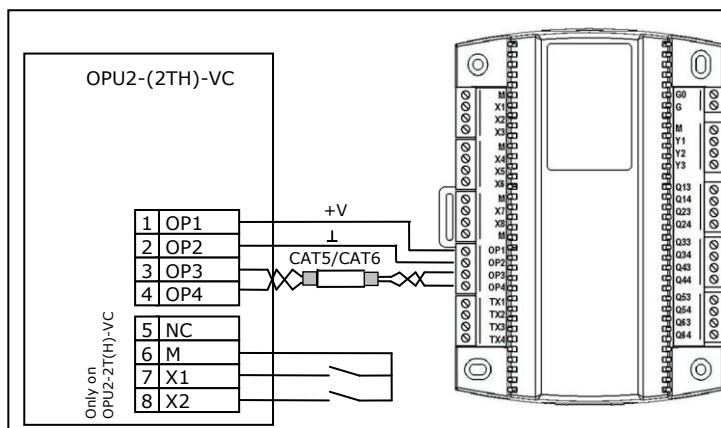 OPU2-(2TH)-VC
1 OP1
2 OP2
3 OP3
4 OP4
5 NC
6 M
7 X1
8 X2
Only on
OPU2-2T(H)-VC
+V
⊥
CAT5/CAT6
M
X1
X2
X3
M
X4
X5
X6
M
X7
X8
M
OP1
OP2
OP3
OP4
TX1
TX2
TX3
TX4
G0
G
M
Y1
Y2
Y3
Q13
Q14
Q23
Q24
Q33
Q34
Q43
Q44
Q53
Q54
Q63
Q64